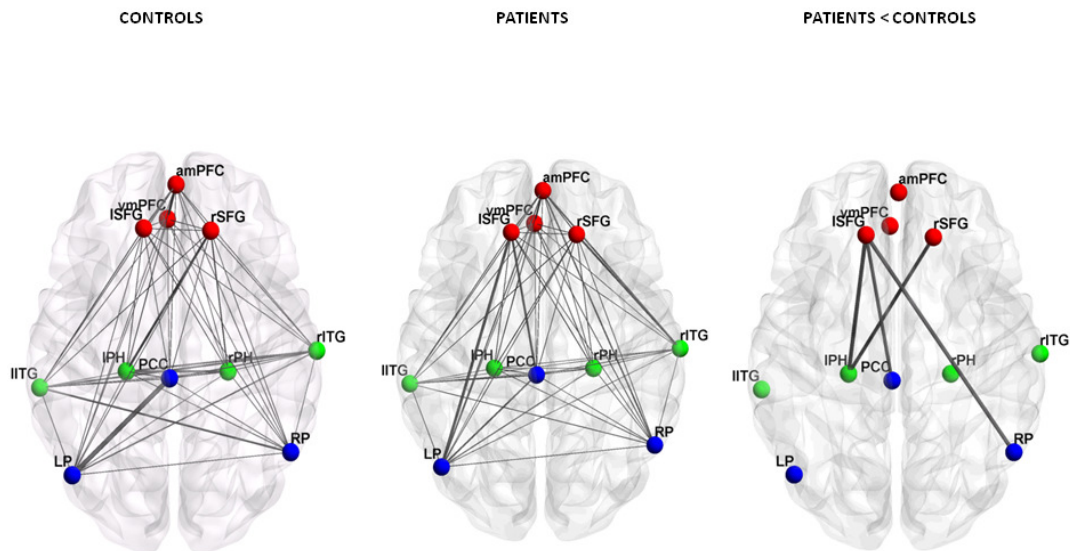 CONTROLS
PATIENTS
PATIENTS < CONTROLS
amPFC
vmPFC
lSFG
rSFG
rITG
lPH
PCC
rPH
lITG
RP
LP
amPFC
vmPFC
lSFG
rSFG
rITG
lPH
PCC
rPH
lITG
RP
LP
amPFC
vmPFC
lSFG
rSFG
rITG
lPH
PCC
rPH
lITG
RP
LP